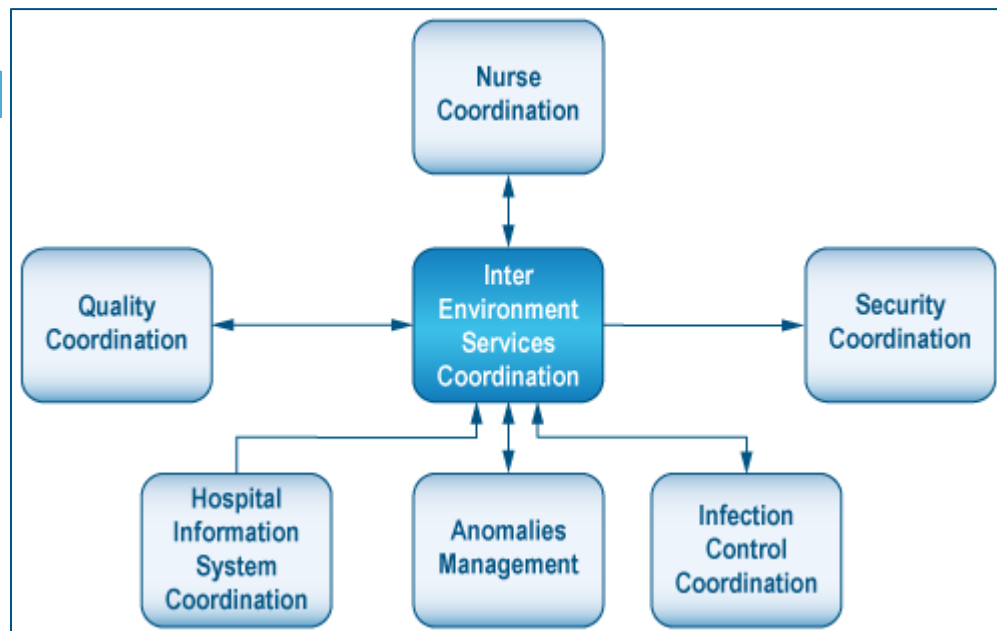 Nurse
Coordination
Quality
Coordination
Inter
Environment
Services
Coordination
Security
Coordination
Hospital
Information
System
Coordination
Anomalies
Management
Infection
Control
Coordination